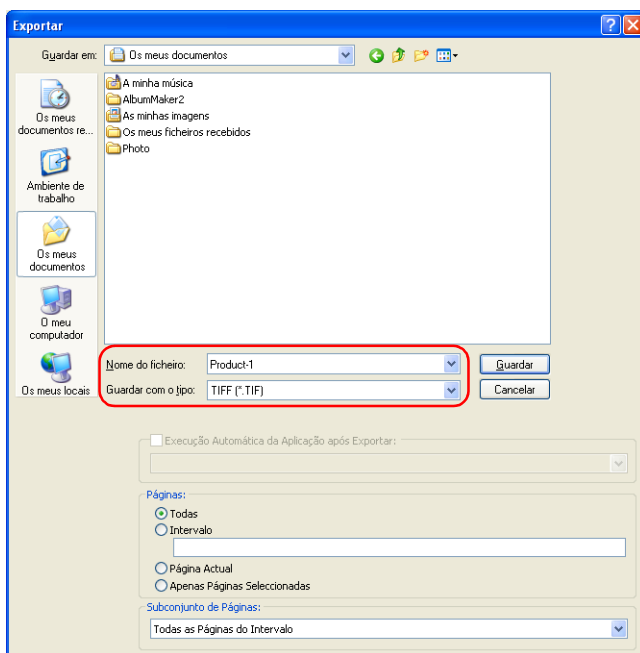 Exportar
Guardar em:
Os meus documentos
A minha música
AlbumMaker2
As minhas imagens
Os meus ficheiros recebidos
Photo
Os meus
documentos re...
Ambiente de
trabalho
Os meus
documentos
O meu
computador
Os meus locais
Nome do ficheiro:
Product-1
Guardar
Guardar com o tipo:
TIFF (*.TIF)
Cancelar
Execução Automática da Aplicação após Exportar:
Páginas:
Todas
Intervalo
Página Actual
Apenas Páginas Seleccionadas
Subconjunto de Páginas:
Todas as Páginas do Intervalo